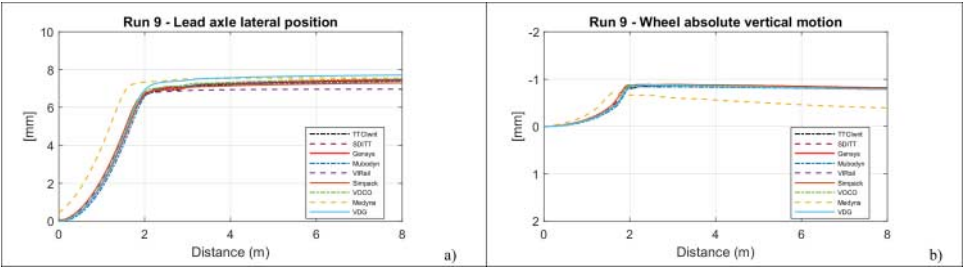 Run 9 - Lead axle lateral position
10
8
6
4
2
0
[mm]
0 2 4 6 8
Distance (m)
TTClient
SDITT
Gensys
Mubodyn
VIRail
Simpack
VOCO
Medyna
VDG
a)
Run 9 - Wheel absolute vertical motion
-2
-1
0
1
2
[mm]
0 2 4 6 8
Distance (m)
TTClient
SDITT
Gensys
Mubodyn
VIRail
Simpack
VOCO
Medyna
VDG
b)